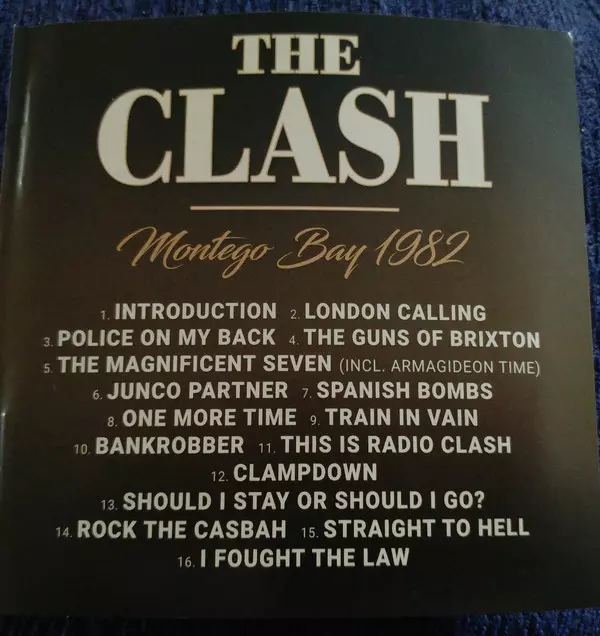 THE
CLASH
Montego Bay 1982
1. INTRODUCTION 2. LONDON CALLING
3. POLICE ON MY BACK 4. THE GUNS OF BRIXTON
5. THE MAGNIFICENT SEVEN (INCL. ARMAGIDEON TIME)
6. JUNCO PARTNER 7. SPANISH BOMBS
8. ONE MORE TIME 9. TRAIN IN VAIN
10. BANKROBBER 11. THIS IS RADIO CLASH
12. CLAMPDOWN
13. SHOULD I STAY OR SHOULD I GO?
14. ROCK THE CASBAH 15. STRAIGHT TO HELL
16. I FOUGHT THE LAW